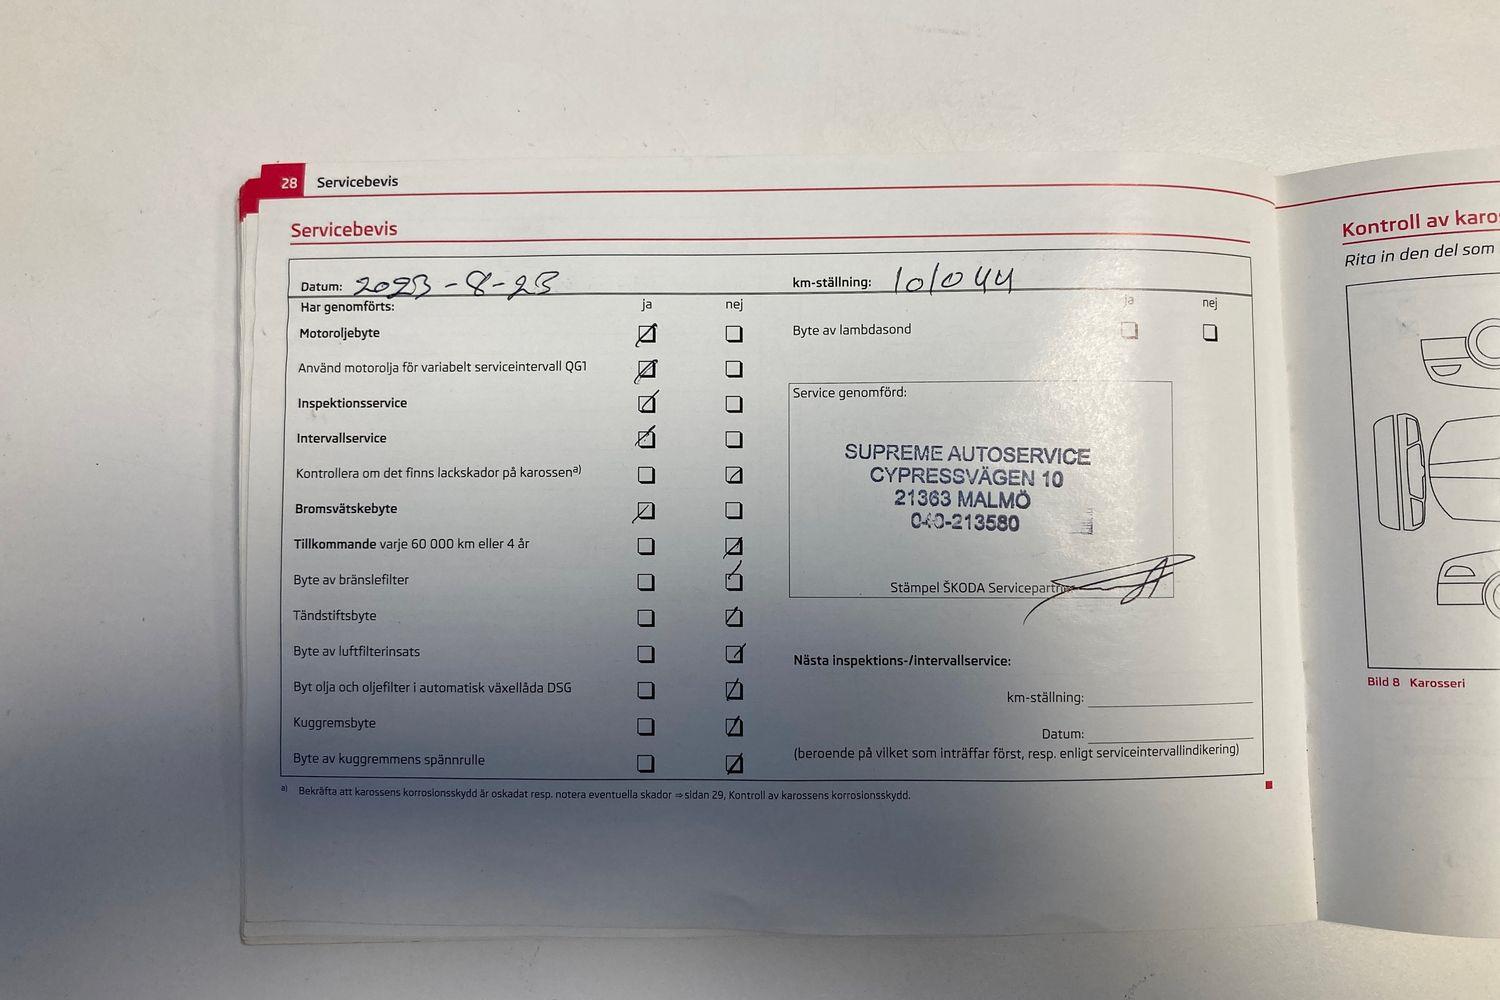 28 Servicebevis
Servicebevis
Datum: 2023-8-23
km-ställning: 101044
Har genomförts: ja nej
Motoroljebyte
Använd motorolja för variabelt serviceintervall QG1
Inspektionsservice
Intervallservice
Kontrollera om det finns lackskador på karossen a)
Bromsvätskebyte
Tillkommande varje 60 000 km eller 4 år
Byte av bränslefilter
Tändstiftsbyte
Byte av luftfilterinsats
Byt olja och oljefilter i automatisk växellåda DSG
Kuggremsbyte
Byte av kuggremmens spännrulle
ja nej
Byte av lambdasond
Service genomförd:
SUPREME AUTOSERVICE
CYPRESSVÄGEN 10
21363 MALMÖ
040-213580
Stämpel ŠKODA Servicepartner
Nästa inspektions-/intervallservice:
km-ställning:
Datum:
(beroende på vilket som inträffar först, resp. enligt serviceintervallindikering)
a) Bekräfta att karossens korrosionsskydd är oskadat resp. notera eventuella skador ⇒ sidan 29, Kontroll av karossens korrosionsskydd.
Kontroll av karo
Rita in den del som
Bild 8 Karosseri